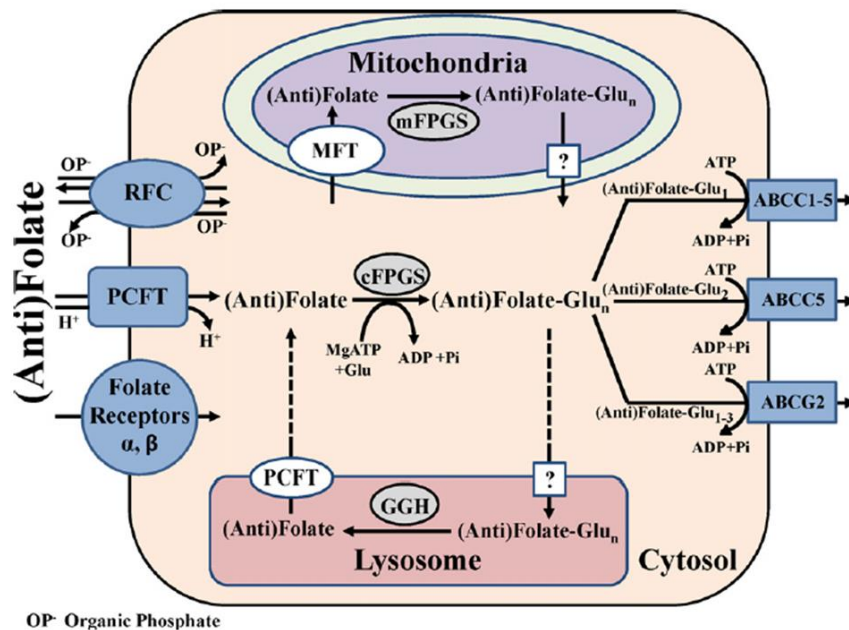 Mitochondria
(Anti)Folate
(Anti)Folate-Glun
mFPGS
MFT
?
(Anti)Folate
OP-
OP-
RFC
OP-
OP-
PCFT
H+
H+
Folate
Receptors
α, β
(Anti)Folate
cFPGS
(Anti)Folate-Glun
MgATP
+Glu
ADP +Pi
(Anti)Folate-Glu1
ATP
ABCC1-5
ADP+Pi
(Anti)Folate-Glu2
ATP
ABCC5
ADP+Pi
(Anti)Folate-Glu1-3
ATP
ABCG2
ADP+Pi
PCFT
?
GGH
(Anti)Folate
(Anti)Folate-Glun
Lysosome
Cytosol
OP- Organic Phosphate